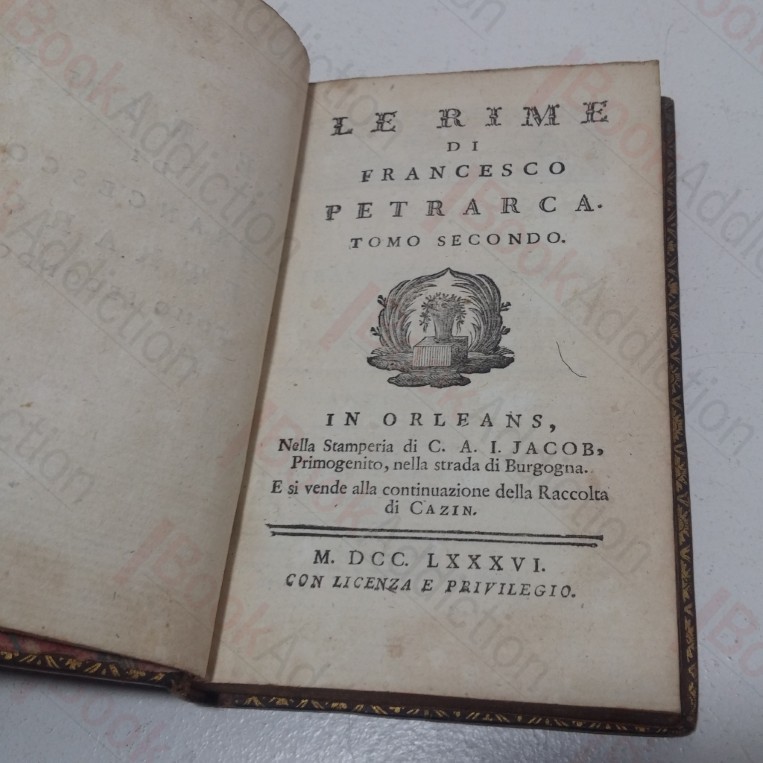 LE RIME
DI
FRANCESCO
PETRARCA.
TOMO SECONDO.
IN ORLEANS,
Nella Stamperia di C. A. I. JACOB,
Primogenito, nella strada di Burgogna.
E si vende alla continuazione della Raccolta
di CAZIN.
M. DCC. LXXXVI.
CON LICENZA E PRIVILEGIO.
BookAddiction